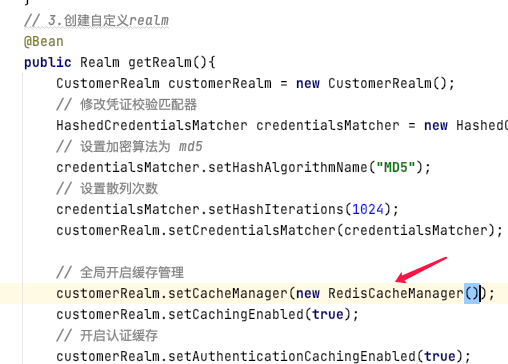 }
// 3.创建自定义realm
@Bean
public Realm getRealm(){
CustomerRealm customerRealm = new CustomerRealm();
// 修改凭证校验匹配器
HashedCredentialsMatcher credentialsMatcher = new HashedC
// 设置加密算法为 md5
credentialsMatcher.setHashAlgorithmName("MD5");
// 设置散列次数
credentialsMatcher.setHashIterations(1024);
customerRealm.setCredentialsMatcher(credentialsMatcher);
// 全局开启缓存管理
customerRealm.setCacheManager(new RedisCacheManager());
customerRealm.setCachingEnabled(true);
// 开启认证缓存
customerRealm.setAuthenticationCachingEnabled(true);